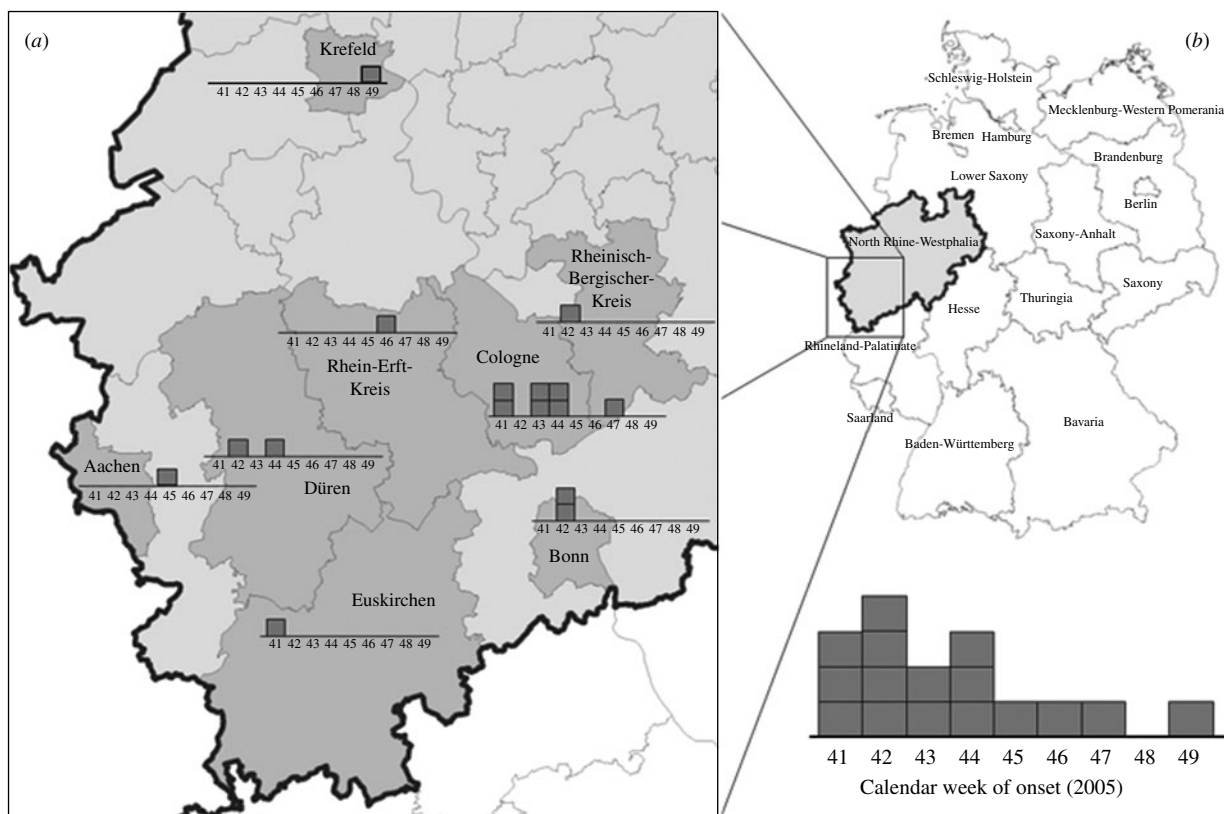 (a)
Krefeld
41 42 43 44 45 46 47 48 49
Rheinisch-
Bergischer-
Kreis
41 42 43 44 45 46 47 48 49
41 42 43 44 45 46 47 48 49
Rhein-Erft-
Kreis
Cologne
41 42 43 44 45 46 47 48 49
Aachen
41 42 43 44 45 46 47 48 49
41 42 43 44 45 46 47 48 49
Düren
41 42 43 44 45 46 47 48 49
Bonn
Euskirchen
41 42 43 44 45 46 47 48 49
(b)
Schleswig-Holstein
Mecklenburg-Western Pomerania
Bremen
Hamburg
Brandenburg
Lower Saxony
Berlin
North Rhine-Westphalia
Saxony-Anhalt
Saxony
Thuringia
Hesse
Rhineland-Palatinate
Saarland
Bavaria
Baden-Württemberg
41 42 43 44 45 46 47 48 49
Calendar week of onset (2005)